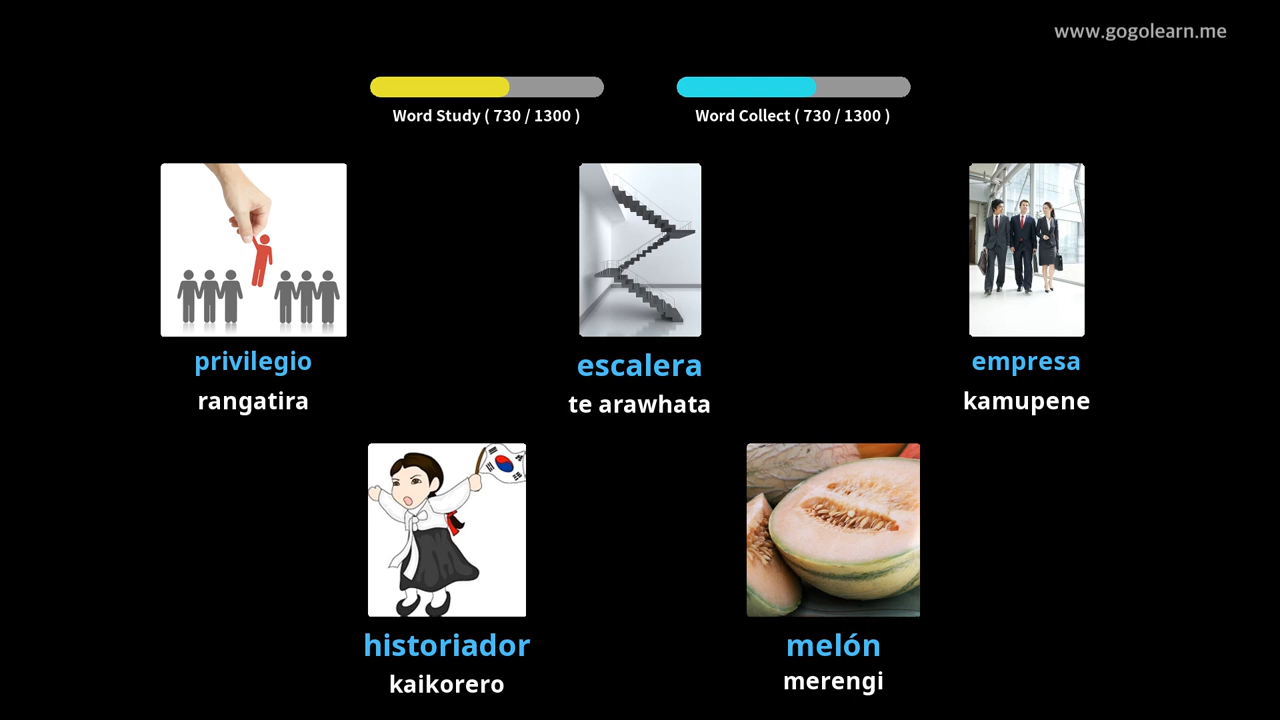 www.gogolearn.me
Word Study ( 730 / 1300 )
Word Collect ( 730 / 1300 )
privilegio
rangatira
escalera
te arawhata
empresa
kamupene
historiador
kaikorero
melón
merengi